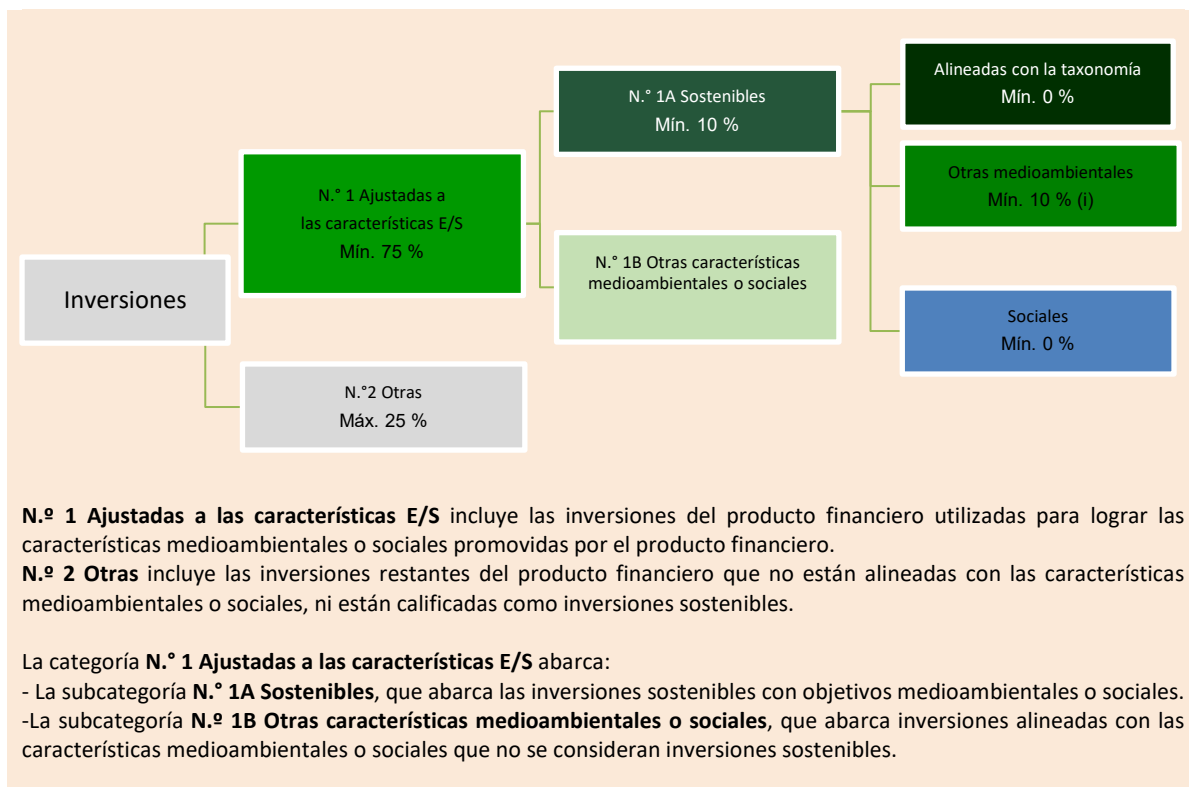 Alineadas con la taxonomía
Mín. 0 %
N.° 1A Sostenibles
Mín. 10 %
Otras medioambientales
Mín. 10 % (i)
N.° 1 Ajustadas a
las características E/S
Mín. 75 %
N.° 1B Otras características
medioambientales o sociales
Inversiones
Sociales
Mín. 0 %
N.°2 Otras
Máx. 25 %
N.º 1 Ajustadas a las características E/S incluye las inversiones del producto financiero utilizadas para lograr las
características medioambientales o sociales promovidas por el producto financiero.
N.º 2 Otras incluye las inversiones restantes del producto financiero que no están alineadas con las características
medioambientales o sociales, ni están calificadas como inversiones sostenibles.
La categoría N.° 1 Ajustadas a las características E/S abarca:
- La subcategoría N.° 1A Sostenibles, que abarca las inversiones sostenibles con objetivos medioambientales o sociales.
-La subcategoría N.º 1B Otras características medioambientales o sociales, que abarca inversiones alineadas con las
características medioambientales o sociales que no se consideran inversiones sostenibles.